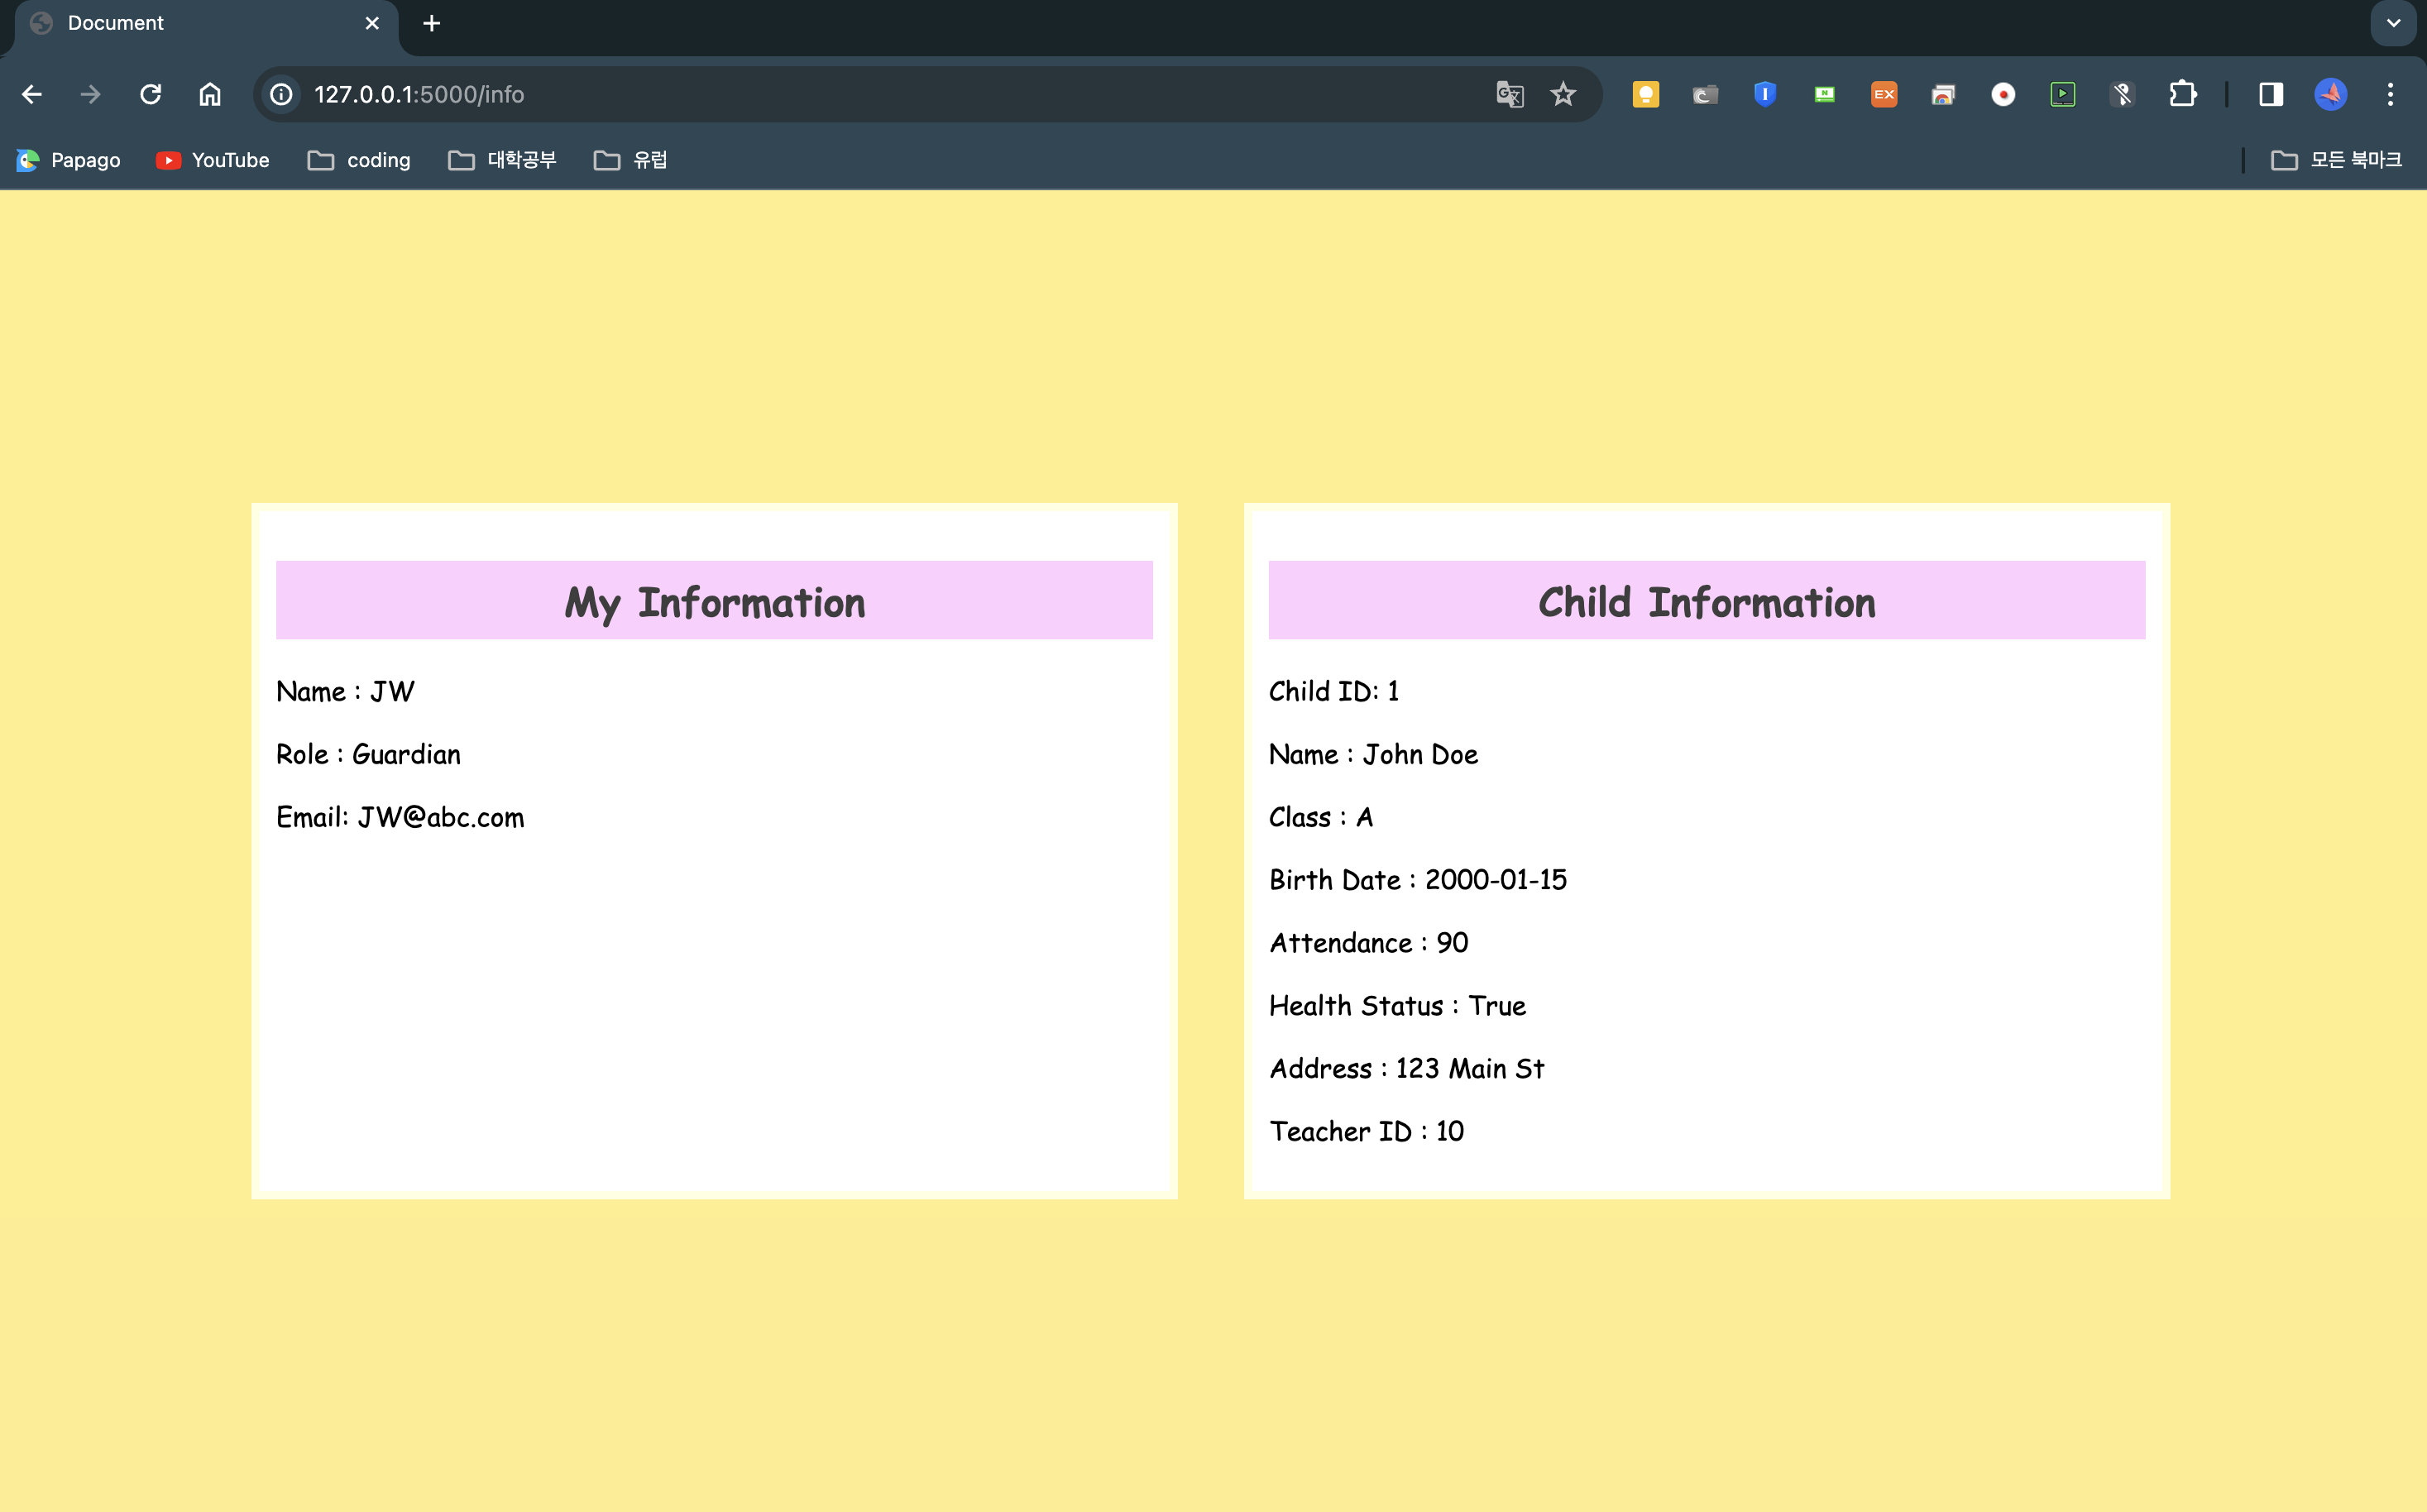 Document
127.0.0.1:5000/info
EX
Papago YouTube coding 대학공부 유럽 모든 북마크
My Information
Name : JW
Role : Guardian
Email: JW@abc.com
Child Information
Child ID: 1
Name : John Doe
Class : A
Birth Date : 2000-01-15
Attendance : 90
Health Status : True
Address : 123 Main St
Teacher ID : 10